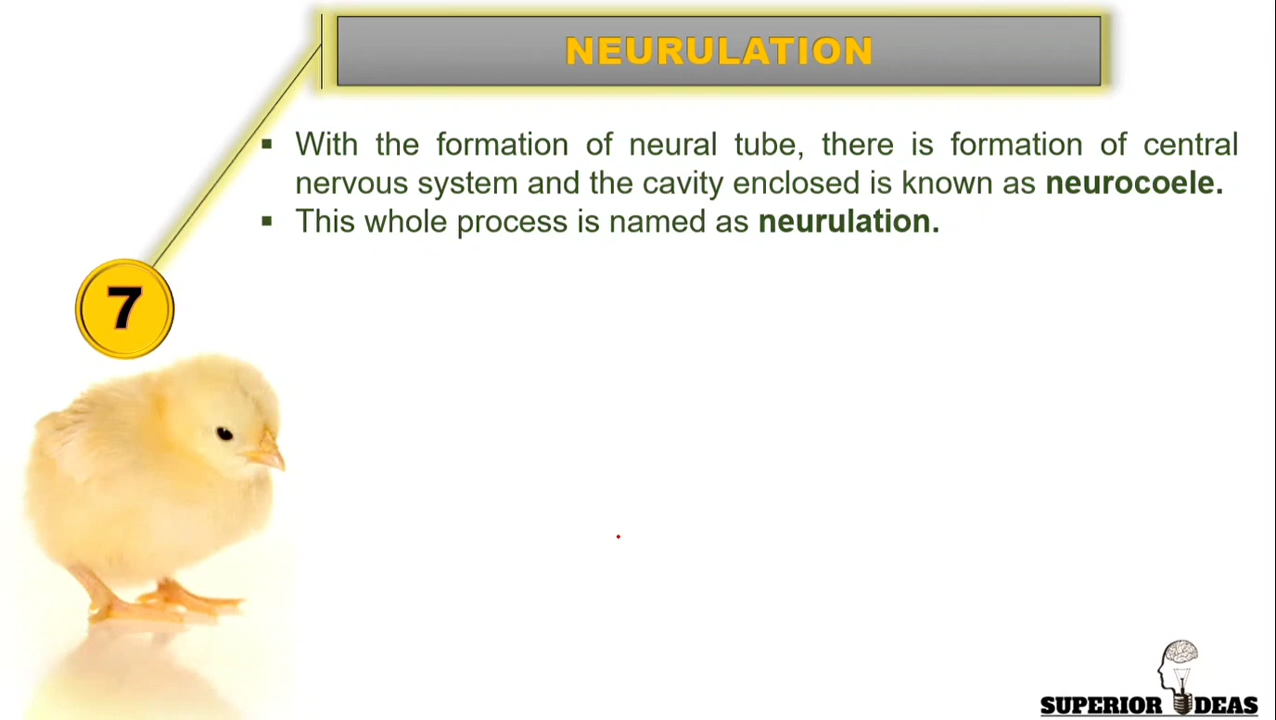 NEURULATION
▪ With the formation of neural tube, there is formation of central
nervous system and the cavity enclosed is known as neurocoele.
▪ This whole process is named as neurulation.
7
SUPERIOR IDEAS